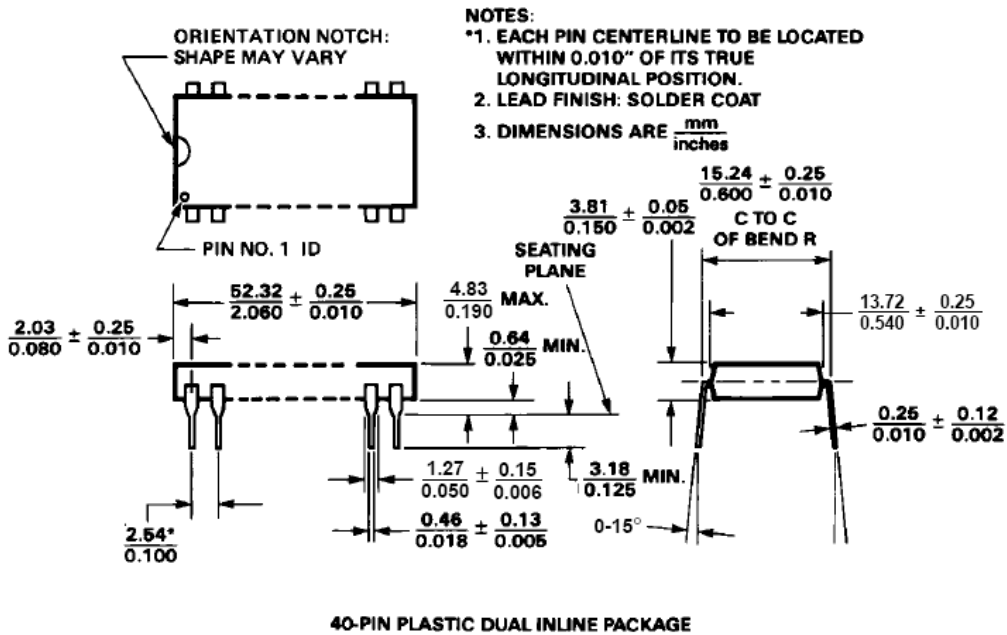 NOTES:
*1. EACH PIN CENTERLINE TO BE LOCATED
WITHIN 0.010" OF ITS TRUE
LONGITUDINAL POSITION.
2. LEAD FINISH: SOLDER COAT
3. DIMENSIONS ARE mm
inches
ORIENTATION NOTCH:
SHAPE MAY VARY
PIN NO. 1 ID
15.24 ± 0.25
0.600 0.010
C TO C
OF BEND R
3.81 ± 0.05
0.150 0.002
SEATING
PLANE
52.32 ± 0.25
2.060 0.010
4.83 MAX.
0.190
13.72 ± 0.25
0.540 0.010
2.03 ± 0.25
0.080 0.010
0.64 MIN.
0.025
0.25 ± 0.12
0.010 0.002
1.27 ± 0.15
0.050 0.006
3.18 MIN.
0.125
0.46 ± 0.13
0.018 0.005
0-15°
2.54*
0.100
40-PIN PLASTIC DUAL INLINE PACKAGE